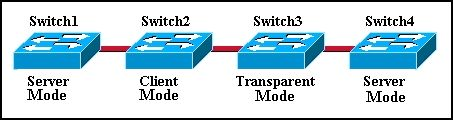 Switch1 Switch2 Switch3 Switch4
Server Client Transparent Server
Mode Mode Mode Mode